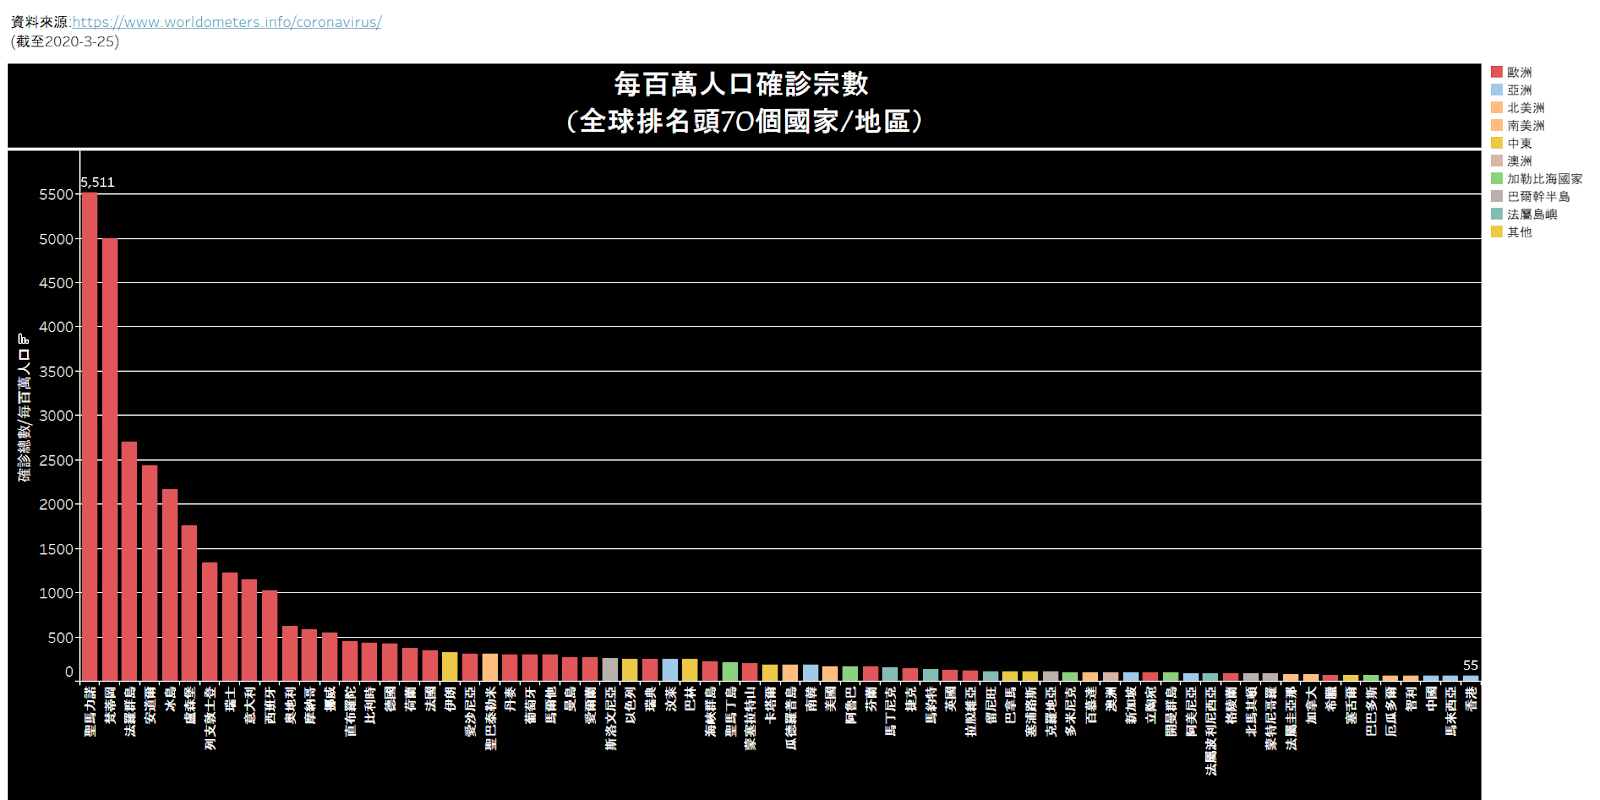 資料來源:https://www.worldometers.info/coronavirus/
(截至2020-3-25)
每百萬人口確診宗數
(全球排名頭70個國家/地區)
歐洲
亞洲
北美洲
南美洲
中東
澳洲
加勒比海國家
巴爾幹半島
法屬島嶼
其他
確診總數/每百萬人口
5500
5000
4500
4000
3500
3000
2500
2000
1500
1000
500
0
5,511
55
聖馬力諾
梵蒂岡
法羅群島
安道爾
冰島
盧森堡
列支敦士登
瑞士
意大利
西班牙
奧地利
摩納哥
挪威
直布羅陀
比利時
德國
荷蘭
法國
伊朗
愛沙尼亞
聖巴泰勒米
丹麥
葡萄牙
馬爾他
曼島
愛爾蘭
斯洛文尼亞
以色列
瑞典
汶萊
巴林
海峽群島
聖馬丁島
蒙塞拉特山
卡塔爾
瓜德羅普島
南韓
美國
阿魯巴
芬蘭
馬丁尼克
捷克
馬約特
英國
拉脫維亞
留尼旺
巴拿馬
塞浦路斯
克羅地亞
多米尼克
百慕達
澳洲
新加坡
立陶宛
開曼群島
阿美尼亞
法屬波利尼西亞
格陵蘭
北馬其頓
蒙特尼哥羅
法屬圭亞那
加拿大
希臘
塞舌爾
巴巴多斯
厄瓜多爾
智利
中國
馬來西亞
香港